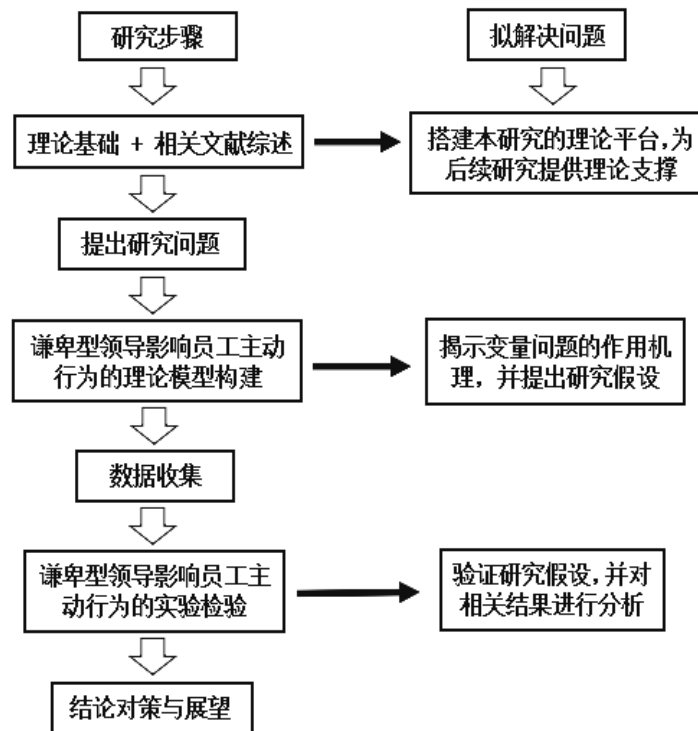 研究步骤
拟解决问题
理论基础 + 相关文献综述
搭建本研究的理论平台,为
后续研究提供理论支撑
提出研究问题
谦卑型领导影响员工主动
行为的理论模型构建
揭示变量问题的作用机
理，并提出研究假设
数据收集
谦卑型领导影响员工主
动行为的实验检验
验证研究假设,并对
相关结果进行分析
结论对策与展望